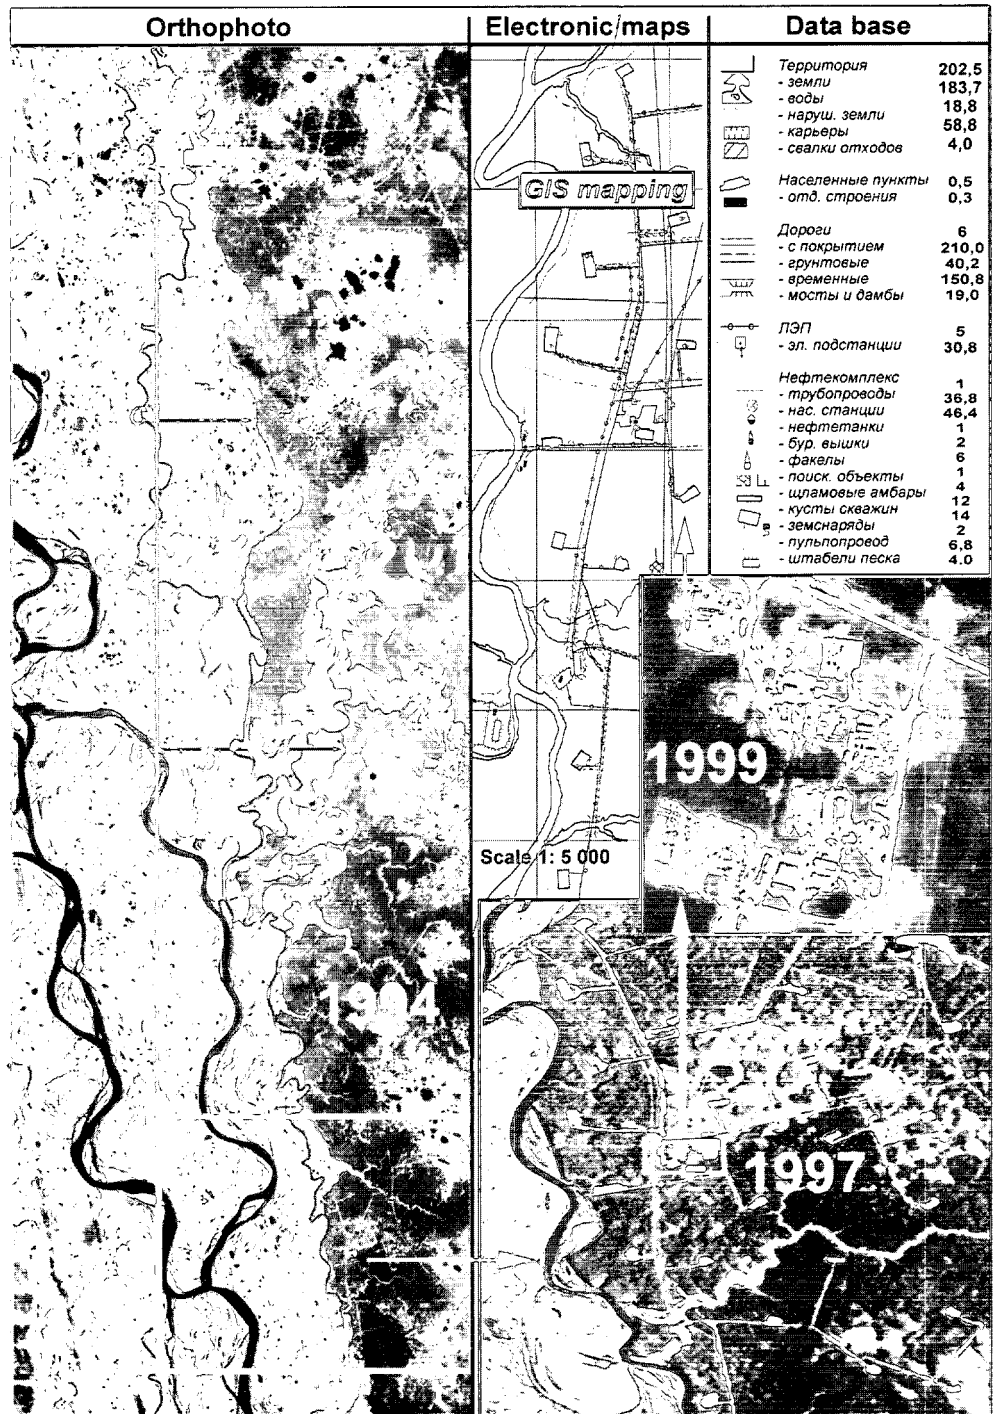 Orthophoto
Electronic/maps
Data base
GIS mapping
Территория 202,5
- земли 183,7
- воды 18,8
- наруш. земли 58,8
- карьеры 4,0
- свалки отходов
Населенные пункты 0,5
- отд. строения 0,3
Дороги 6
- с покрытием 210,0
- грунтовые 40,2
- временные 150,8
- мосты и дамбы 19,0
ЛЭП 5
- эл. подстанции 30,8
Нефтекомплекс 1
- трубопроводы 36,8
- нас. станции 46,4
- нефтетанки 1
- бур. вышки 2
- факелы 6
- поиск. объекты 1
- шламовые амбары 4
- кусты скважин 12
- земснаряды 14
- пульпопровод 2
- штабели песка 6,8
4.0
1999
Scale 1: 5 000
1997